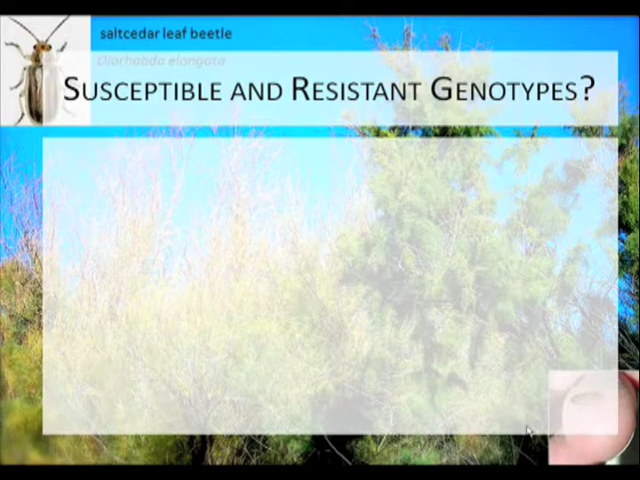 saltcedar leaf beetle
Diorhabda elongata
SUSCEPTIBLE AND RESISTANT GENOTYPES?